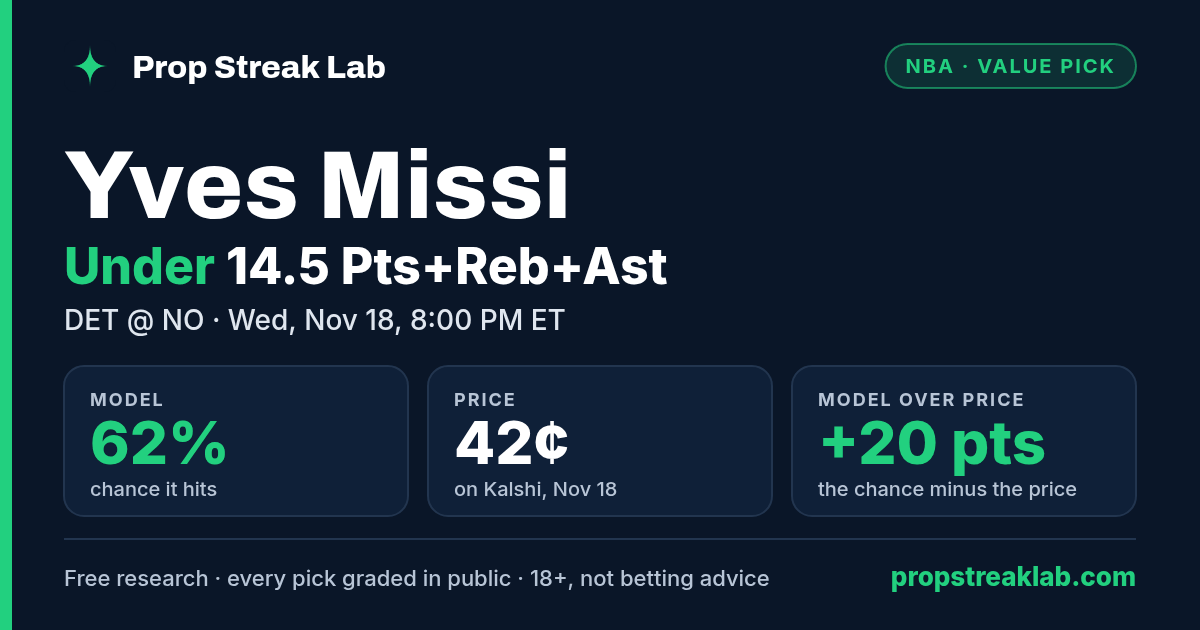 Prop Streak Lab
NBA · VALUE PICK
Yves Missi
Under 14.5 Pts+Reb+Ast
DET @ NO · Wed, Nov 18, 8:00 PM ET
MODEL
62%
chance it hits
PRICE
42¢
on Kalshi, Nov 18
MODEL OVER PRICE
+20 pts
the chance minus the price
Free research · every pick graded in public · 18+, not betting advice
propstreaklab.com